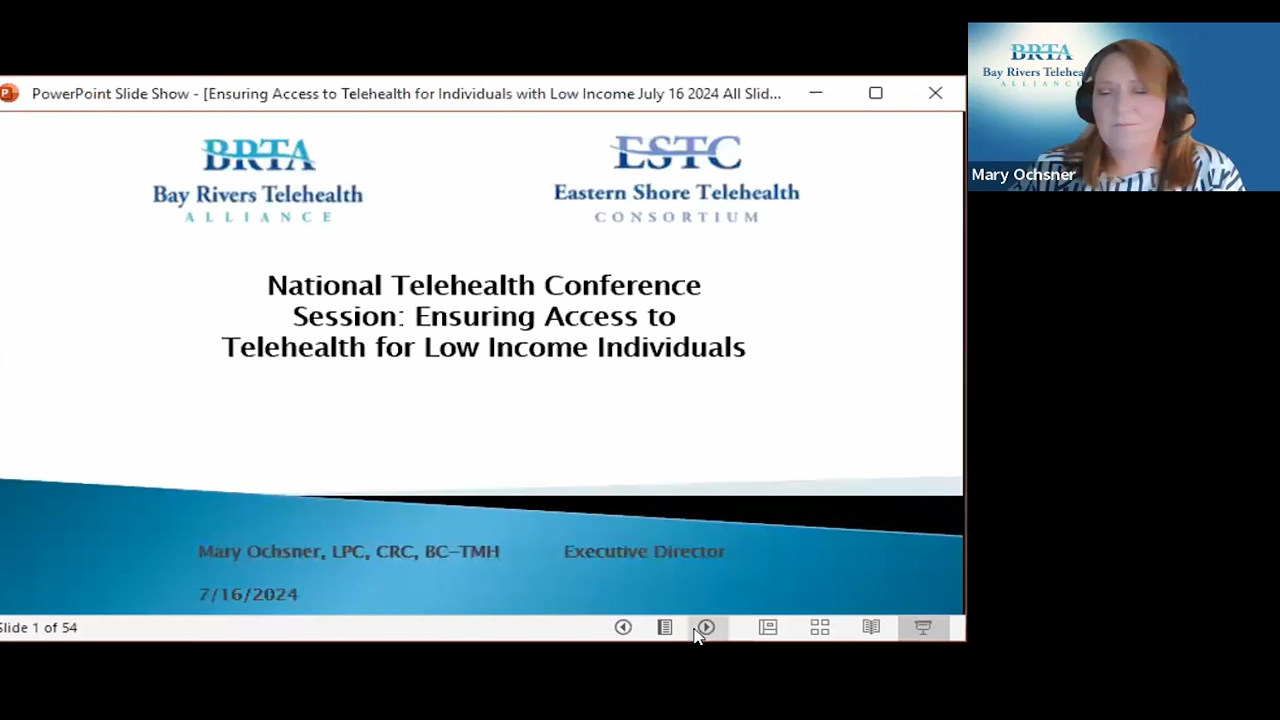 PowerPoint Slide Show - [Ensuring Access to Telehealth for Individuals with Low Income July 16 2024 All Slid...
BRTA
Bay Rivers Telehealth
ALLIANCE
ESTC
Eastern Shore Telehealth
CONSORTIUM
National Telehealth Conference
Session: Ensuring Access to
Telehealth for Low Income Individuals
Mary Ochsner, LPC, CRC, BC-TMH Executive Director
7/16/2024
Slide 1 of 54
BRTA
Bay Rivers Telehea
ALLIANC
Mary Ochsner